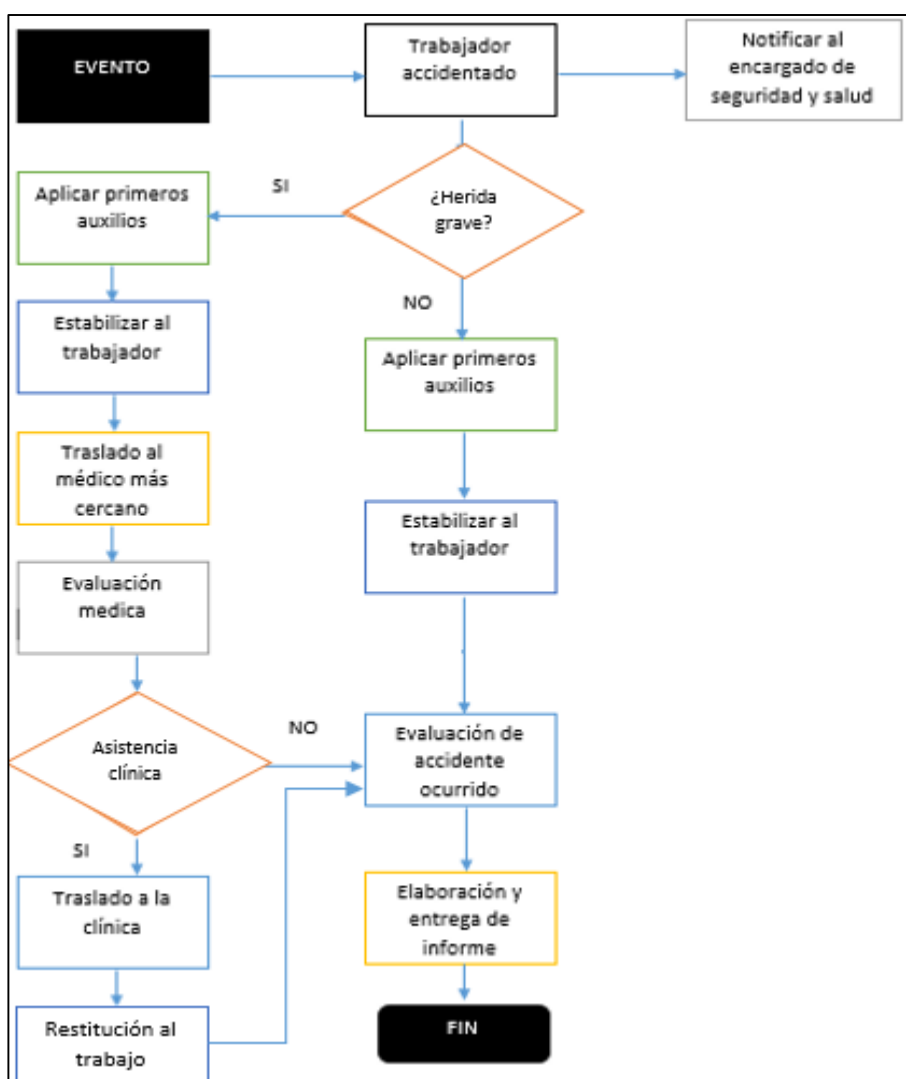 EVENTO
Trabajador
accidentado
Notificar al
encargado de
seguridad y salud
¿Herida
grave?
SI
Aplicar primeros
auxilios
Estabilizar al
trabajador
Traslado al
médico más
cercano
Evaluación
medica
Asistencia
clínica
SI
Traslado a la
clínica
Restitución al
trabajo
NO
Aplicar primeros
auxilios
Estabilizar al
trabajador
NO
Evaluación de
accidente
ocurrido
Elaboración y
entrega de
informe
FIN